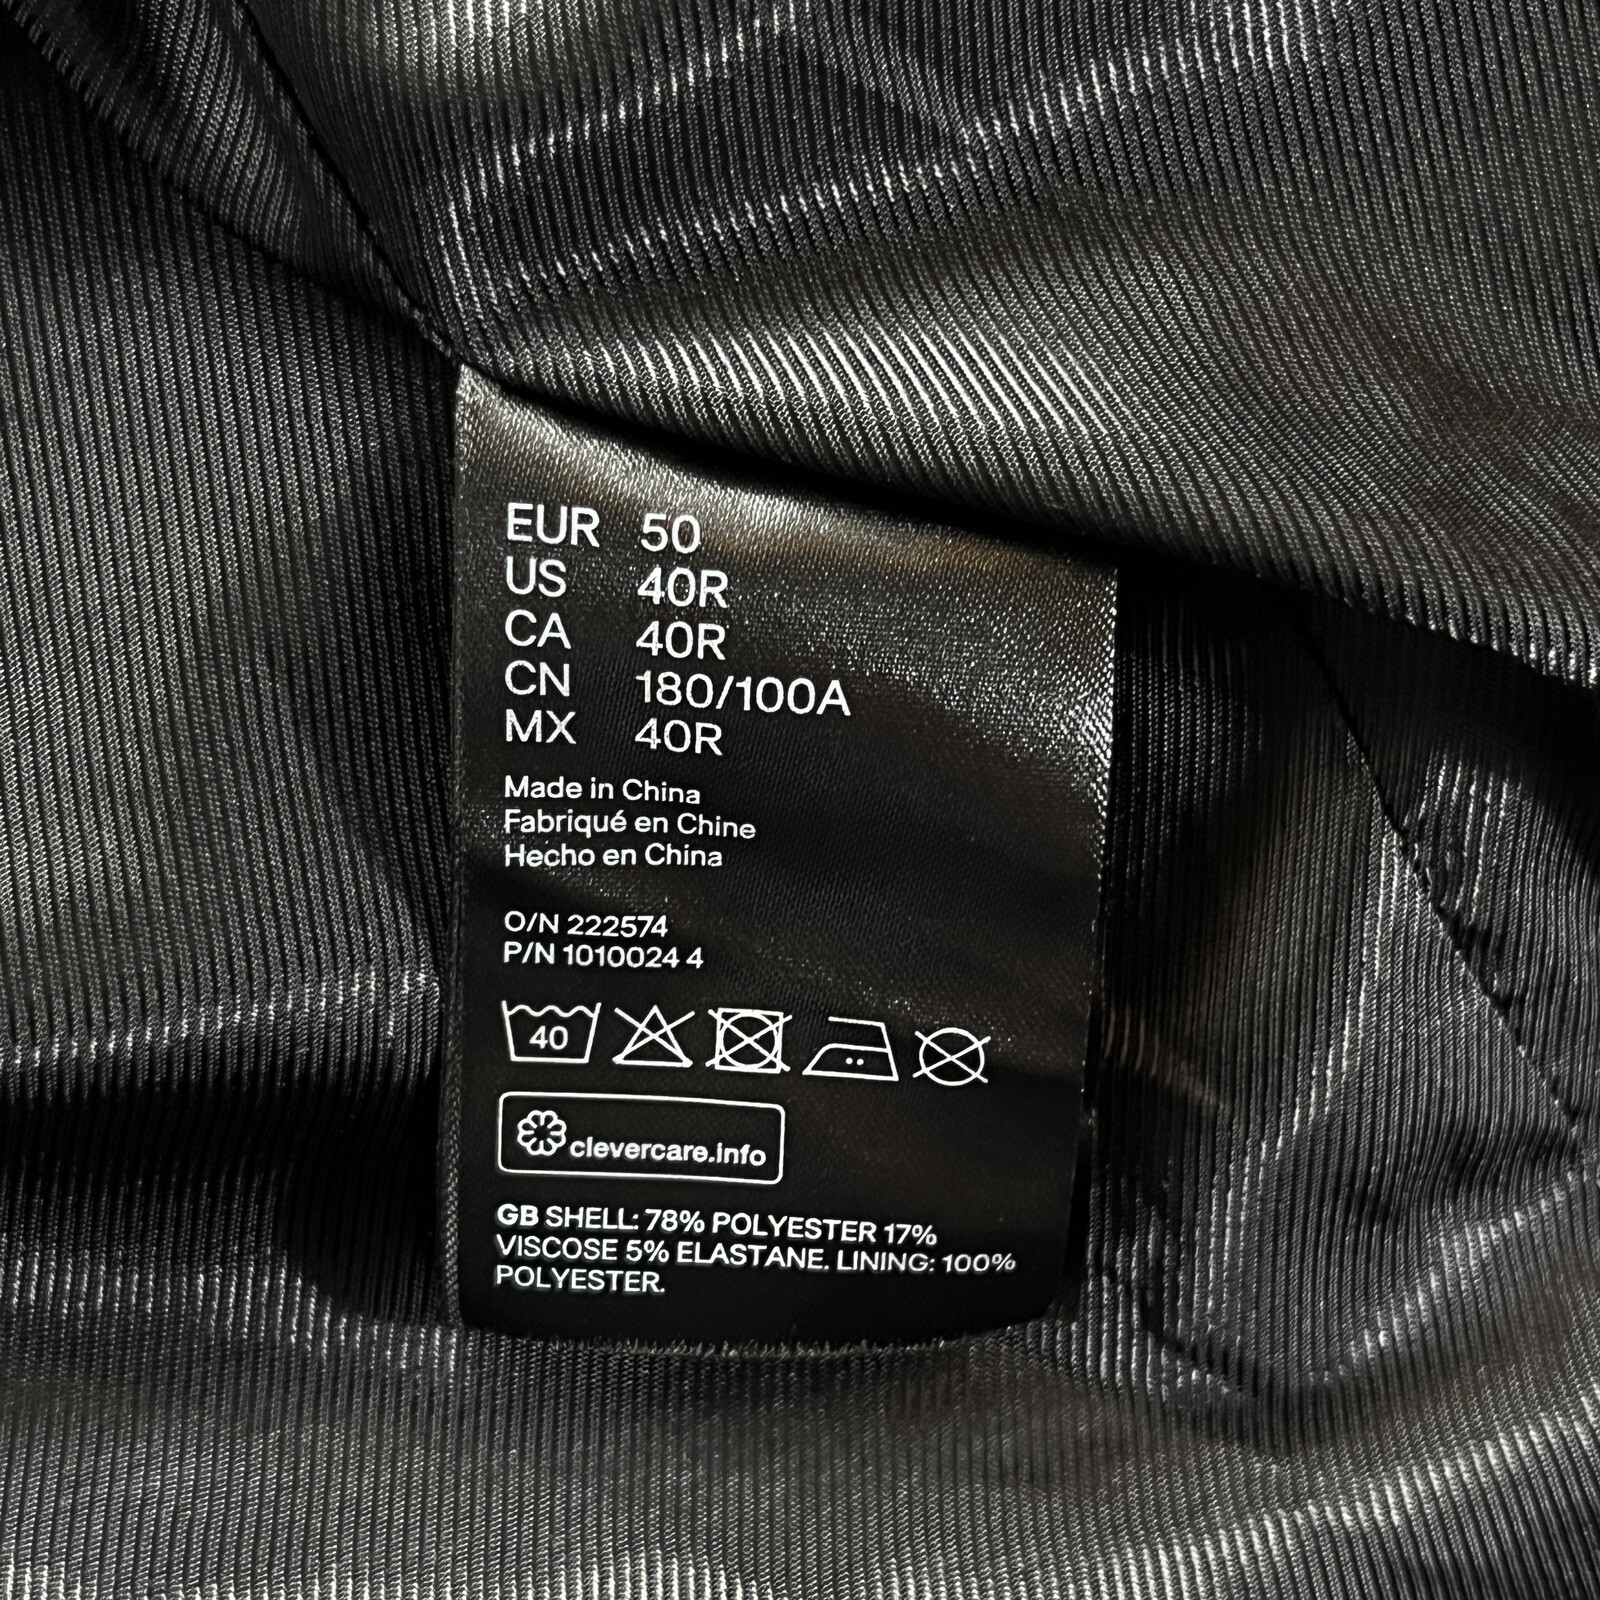 EUR 50
US 40R
CA 40R
CN 180/100A
MX 40R
Made in China
Fabriqué en Chine
Hecho en China
O/N 222574
P/N 1010024 4
40
clevercare.info
GB SHELL: 78% POLYESTER 17%
VISCOSE 5% ELASTANE. LINING: 100%
POLYESTER.